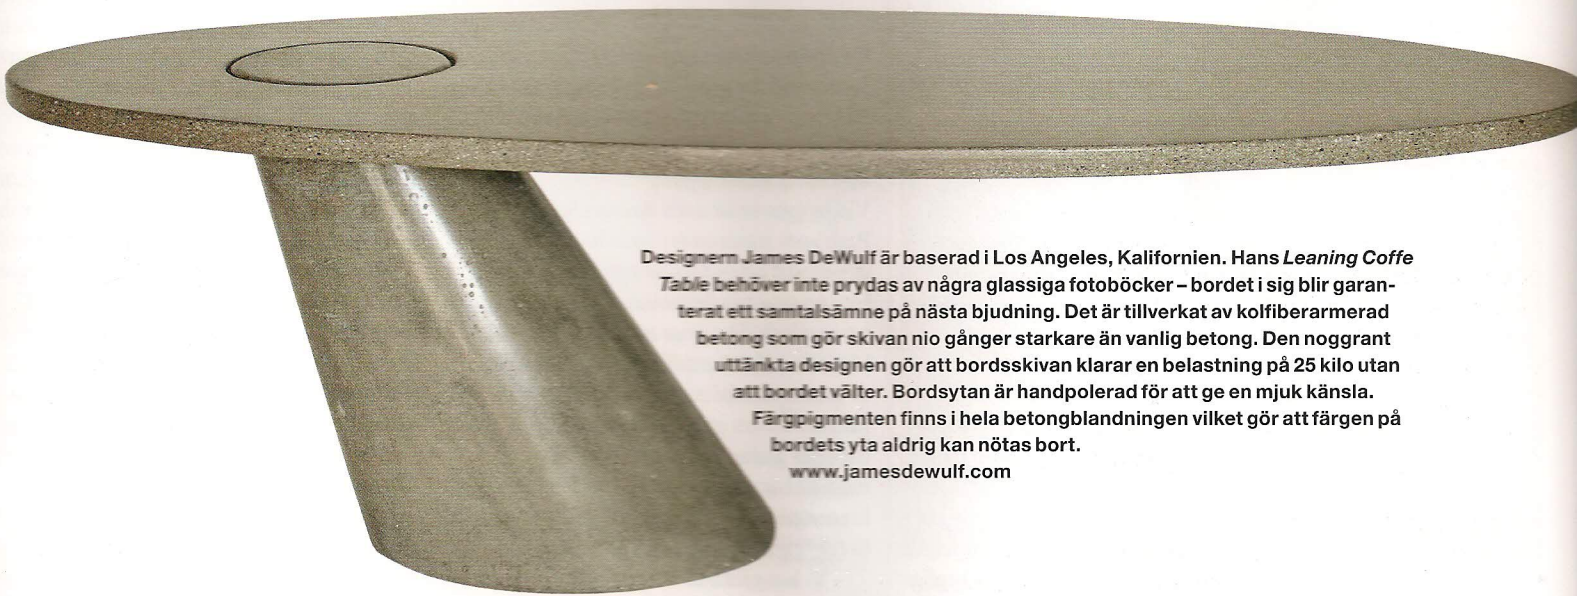 Designern James DeWulf är baserad i Los Angeles, Kalifornien. Hans Leaning Coffe
Table behöver inte prydas av några glassiga fotoböcker – bordet i sig blir garan-
terat ett samtalsämne på nästa bjudning. Det är tillverkat av kolfiberarmerad
betong som gör skivan nio gånger starkare än vanlig betong. Den noggrant
uttänkta designen gör att bordsskivan klarar en belastning på 25 kilo utan
att bordet välter. Bordsytan är handpolerad för att ge en mjuk känsla.
Färgpigmenten finns i hela betongblandningen vilket gör att färgen på
bordets yta aldrig kan nötas bort.
www.jamesdewulf.com